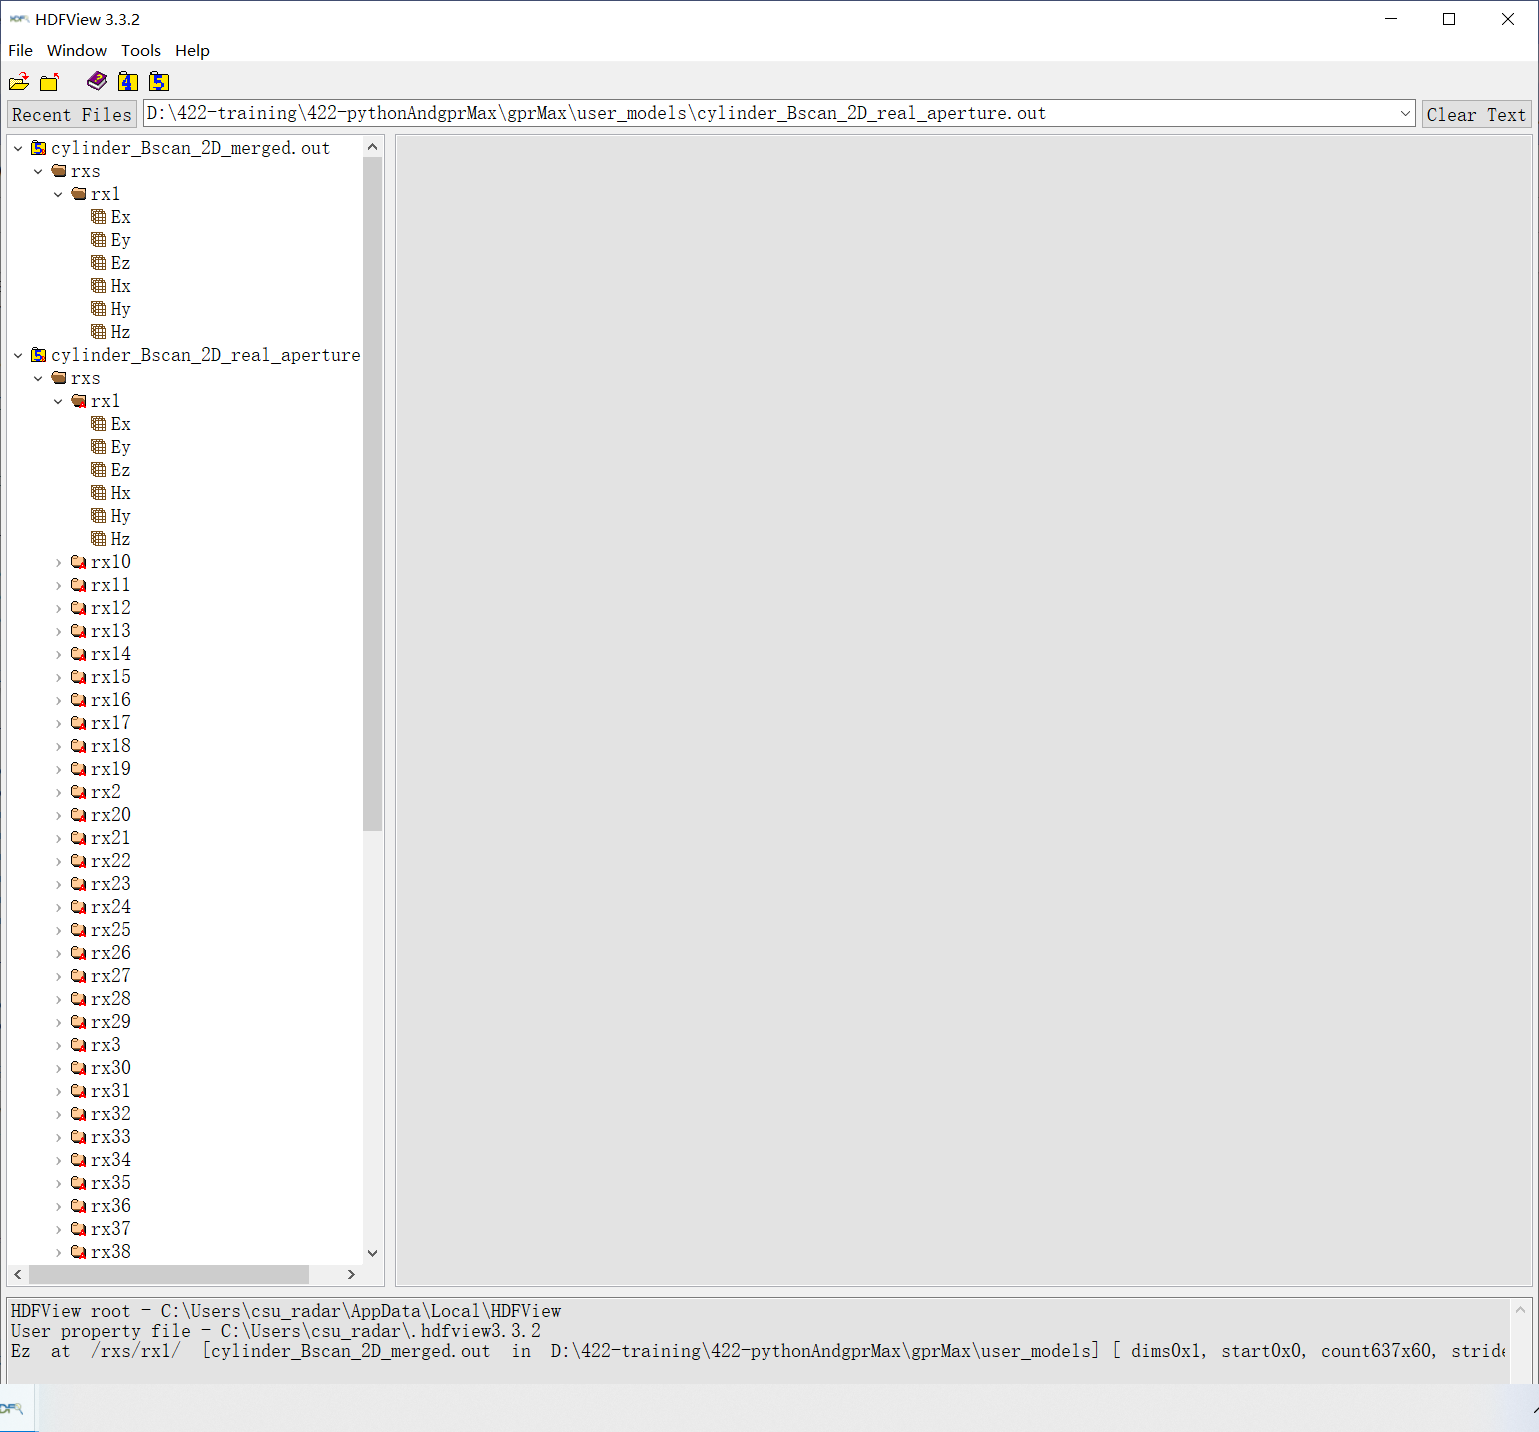 HDFView 3.3.2
File Window Tools Help
4 5
Recent Files D:\422-training\422-pythonAndgprMax\gprMax\user_models\cylinder_Bscan_2D_real_aperture.out Clear Text
cylinder_Bscan_2D_merged.out
rxs
rx1
Ex
Ey
Ez
Hx
Hy
Hz
cylinder_Bscan_2D_real_aperture
rxs
rx1
Ex
Ey
Ez
Hx
Hy
Hz
rx10
rx11
rx12
rx13
rx14
rx15
rx16
rx17
rx18
rx19
rx2
rx20
rx21
rx22
rx23
rx24
rx25
rx26
rx27
rx28
rx29
rx3
rx30
rx31
rx32
rx33
rx34
rx35
rx36
rx37
rx38
HDFView root - C:\Users\csu_radar\AppData\Local\HDFView
User property file - C:\Users\csu_radar\.hdfview3.3.2
Ez at /rxs/rx1/ [cylinder_Bscan_2D_merged.out in D:\422-training\422-pythonAndgprMax\gprMax\user_models] [ dims0x1, start0x0, count637x60, stride